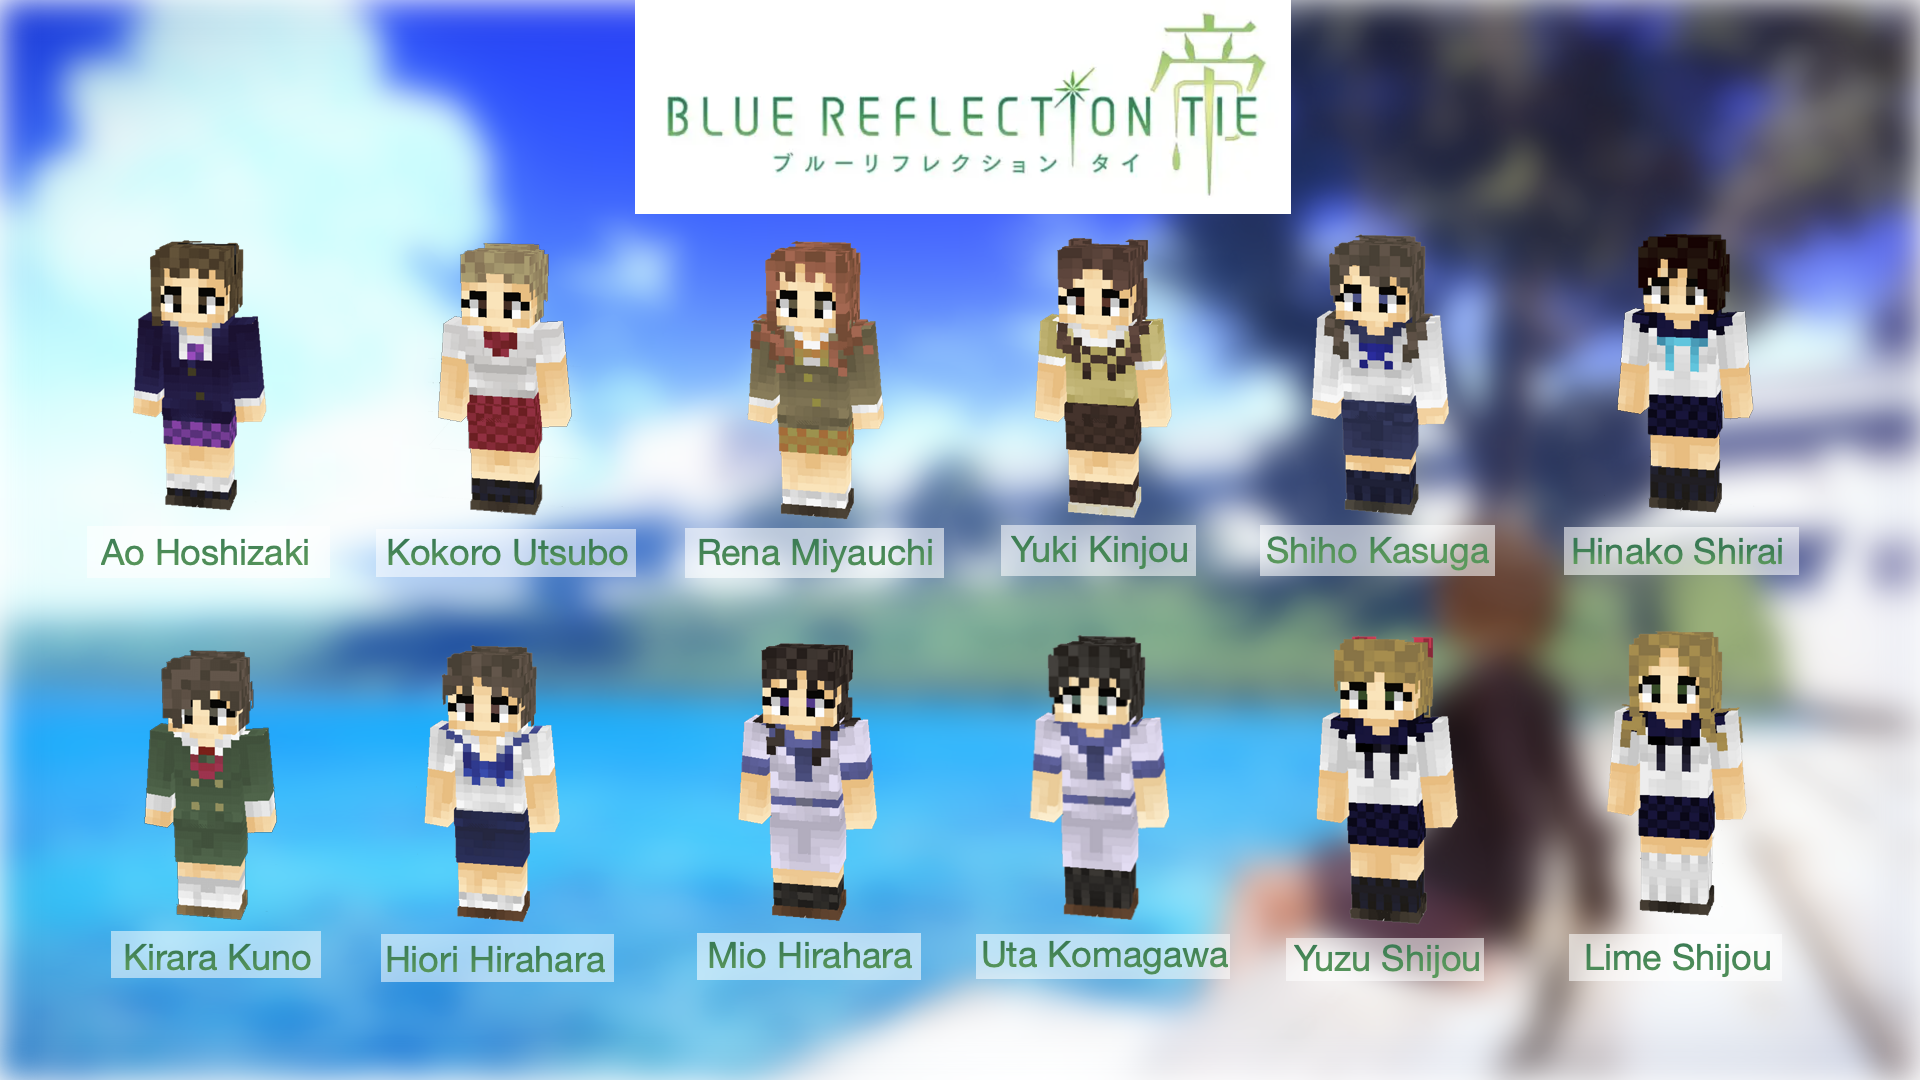 BLUE REFLECTION TIE 帝
ブルーリフレクション タイ
Ao Hoshizaki
Kokoro Utsubo
Rena Miyauchi
Yuki Kinjou
Shiho Kasuga
Hinako Shirai
Kirara Kuno
Hiori Hirahara
Mio Hirahara
Uta Komagawa
Yuzu Shijou
Lime Shijou